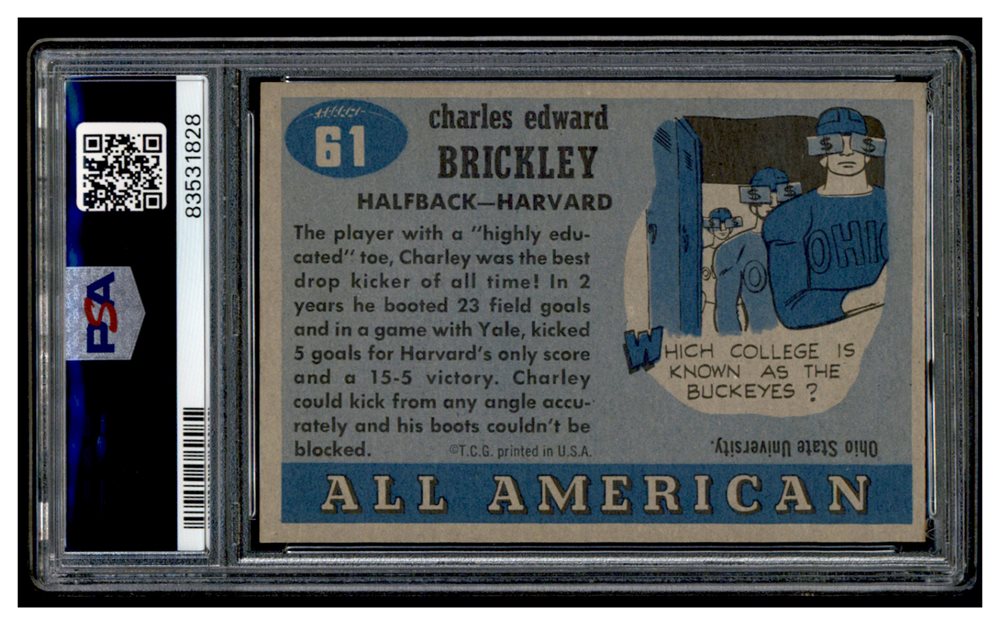 83531828
PSA
61
charles edward
BRICKLEY
HALFBACK—HARVARD
The player with a "highly edu-
cated" toe, Charley was the best
drop kicker of all time! In 2
years he booted 23 field goals
and in a game with Yale, kicked
5 goals for Harvard's only score
and a 15-5 victory. Charley
could kick from any angle accu-
rately and his boots couldn't be
blocked.
©T.C.G. printed in U.S.A.
$ $
$ $
$ $
OHIO
O
WHICH COLLEGE IS
KNOWN AS THE
BUCKEYES?
Ohio State University.
ALL AMERICAN